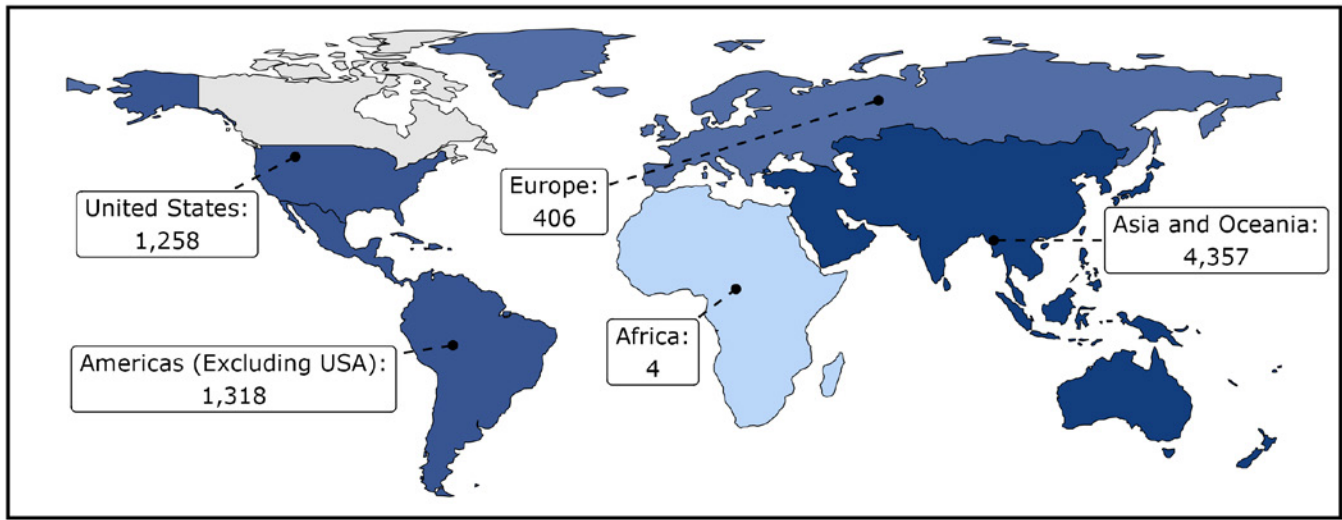 United States:
1,258
Europe:
406
Asia and Oceania:
4,357
Americas (Excluding USA):
1,318
Africa:
4